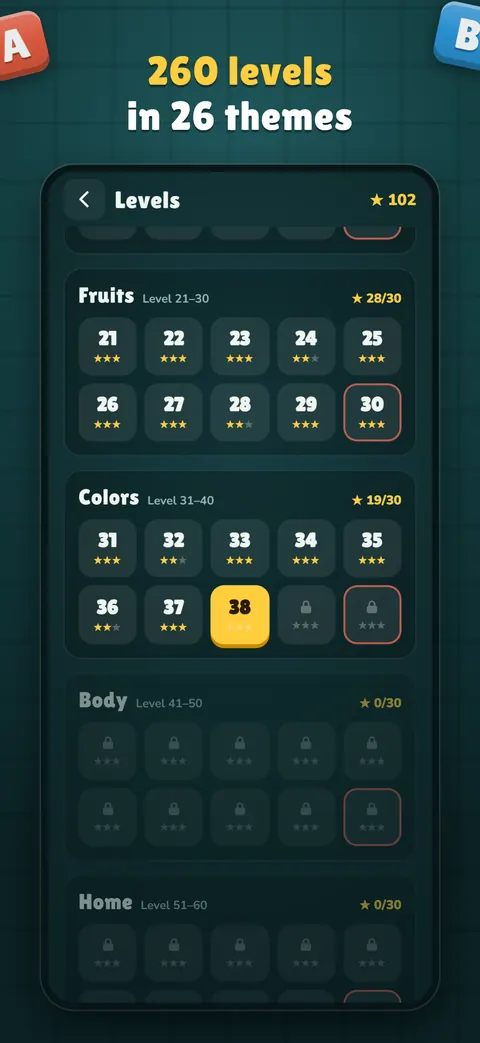 A
B
260 levels
in 26 themes
Levels
★ 102
Fruits Level 21–30 ★ 28/30
21 22 23 24 25
26 27 28 29 30
Colors Level 31–40 ★ 19/30
31 32 33 34 35
36 37 38
Body Level 41–50 ★ 0/30
Home Level 51–60 ★ 0/30